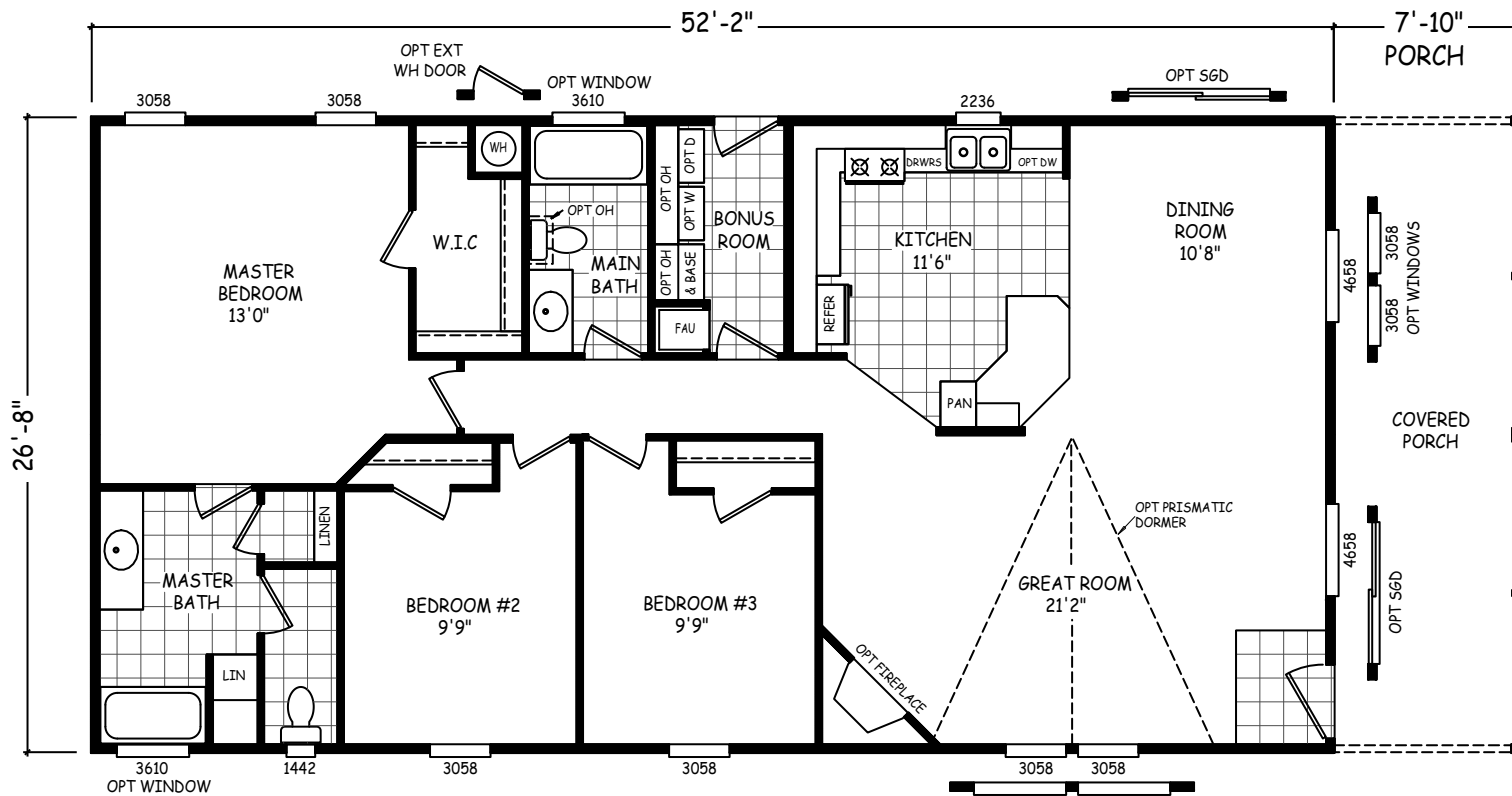 52'-2"
7'-10"
PORCH
OPT EXT
WH DOOR
OPT WINDOW
OPT SGD
3058
3058
3610
2236
26'-8"
WH
OPT D
OPT OH
OPT W
OPT OH
& BASE
FAU
DRWRS
OPT DW
OPT OH
W.I.C
MAIN
BATH
BONUS
ROOM
KITCHEN
11'6"
REFER
PAN
DINING
ROOM
10'8"
MASTER
BEDROOM
13'0"
4658
3058
3058
OPT WINDOWS
COVERED
PORCH
LINEN
MASTER
BATH
LIN
BEDROOM #2
9'9"
BEDROOM #3
9'9"
OPT PRISMATIC
DORMER
GREAT ROOM
21'2"
OPT FIREPLACE
4658
OPT SGD
3610
OPT WINDOW
1442
3058
3058
3058
3058